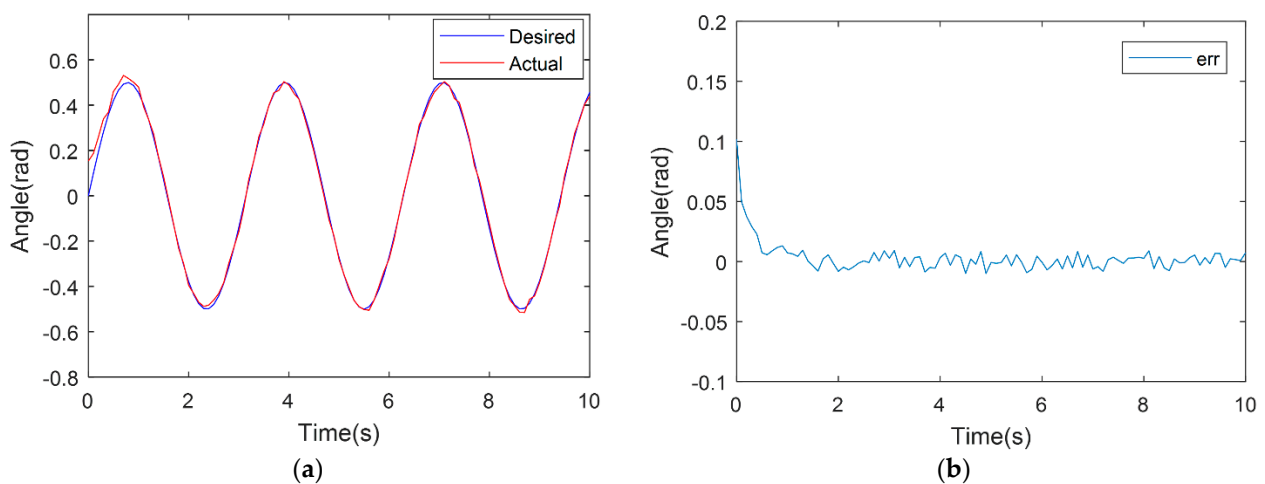 0.6
0.4
0.2
0
-0.2
-0.4
-0.6
-0.8
Angle(rad)
Desired
Actual
0 2 4 6 8 10
Time(s)
(a)
0.2
0.15
0.1
0.05
0
-0.05
-0.1
Angle(rad)
err
0 2 4 6 8 10
Time(s)
(b)